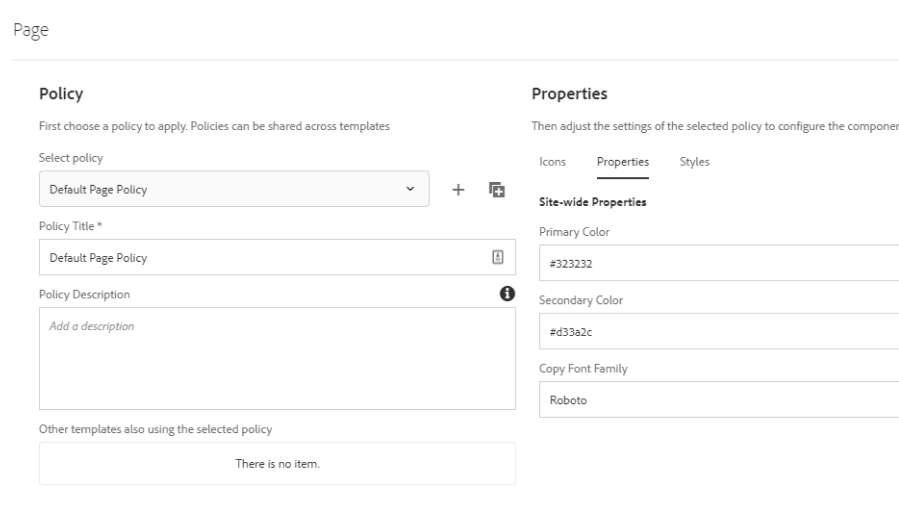 Page
Policy
First choose a policy to apply. Policies can be shared across templates
Select policy
Default Page Policy
Policy Title *
Default Page Policy
Policy Description
Add a description
Other templates also using the selected policy
There is no item.
Properties
Then adjust the settings of the selected policy to configure the componer
Icons Properties Styles
Site-wide Properties
Primary Color
#323232
Secondary Color
#d33a2c
Copy Font Family
Roboto